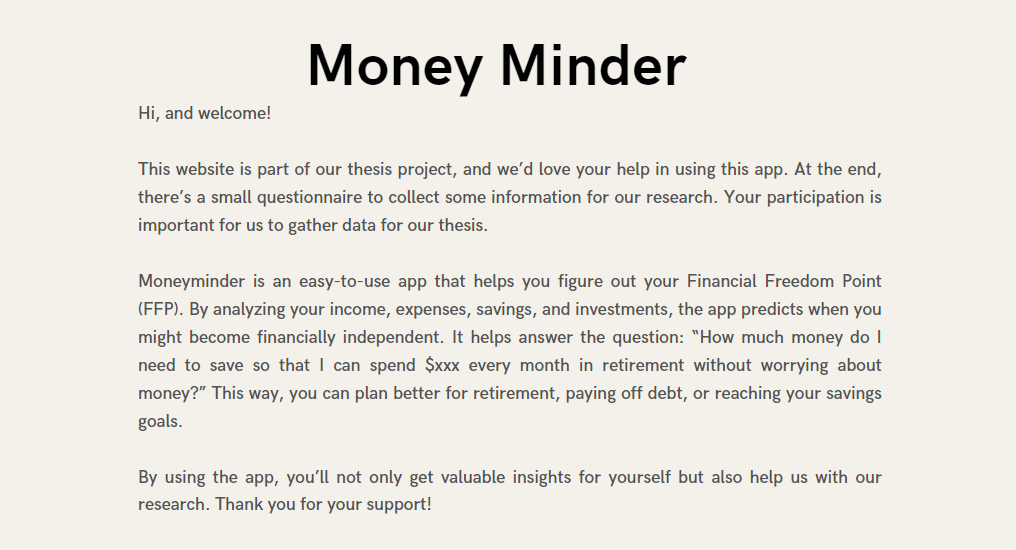 Money Minder
Hi, and welcome!
This website is part of our thesis project, and we’d love your help in using this app. At the end,
there’s a small questionnaire to collect some information for our research. Your participation is
important for us to gather data for our thesis.
Moneyminder is an easy-to-use app that helps you figure out your Financial Freedom Point
(FFP). By analyzing your income, expenses, savings, and investments, the app predicts when you
might become financially independent. It helps answer the question: “How much money do I
need to save so that I can spend $xxx every month in retirement without worrying about
money?” This way, you can plan better for retirement, paying off debt, or reaching your savings
goals.
By using the app, you’ll not only get valuable insights for yourself but also help us with our
research. Thank you for your support!